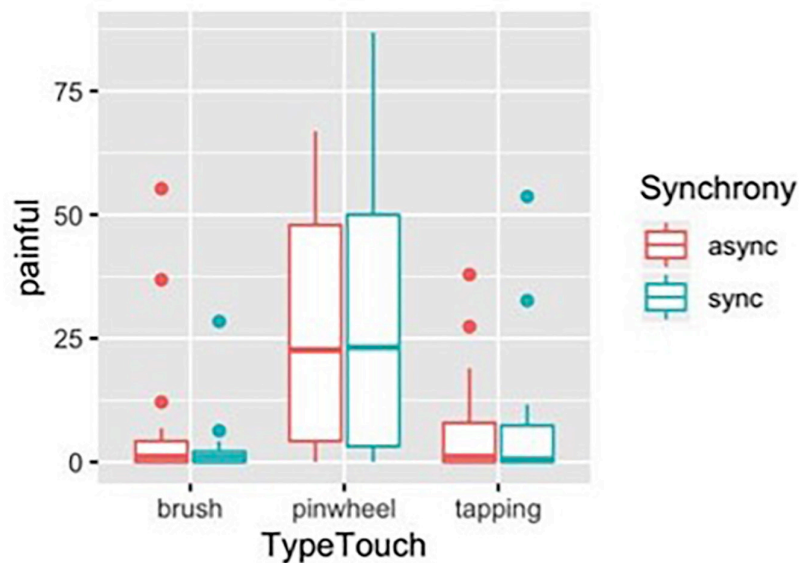 painful
75
50
25
0
brush pinwheel tapping
TypeTouch
Synchrony
async
sync